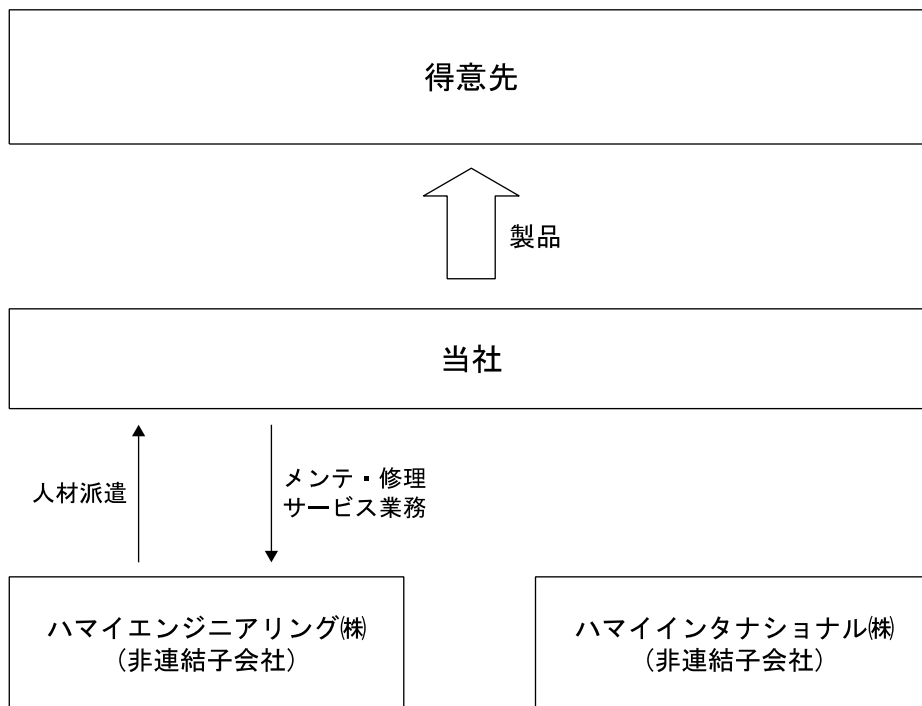 得意先
製品
当社
人材派遣
メンテ・修理
サービス業務
ハマイエンジニアリング㈱
(非連結子会社)
ハマイインタナショナル㈱
(非連結子会社)